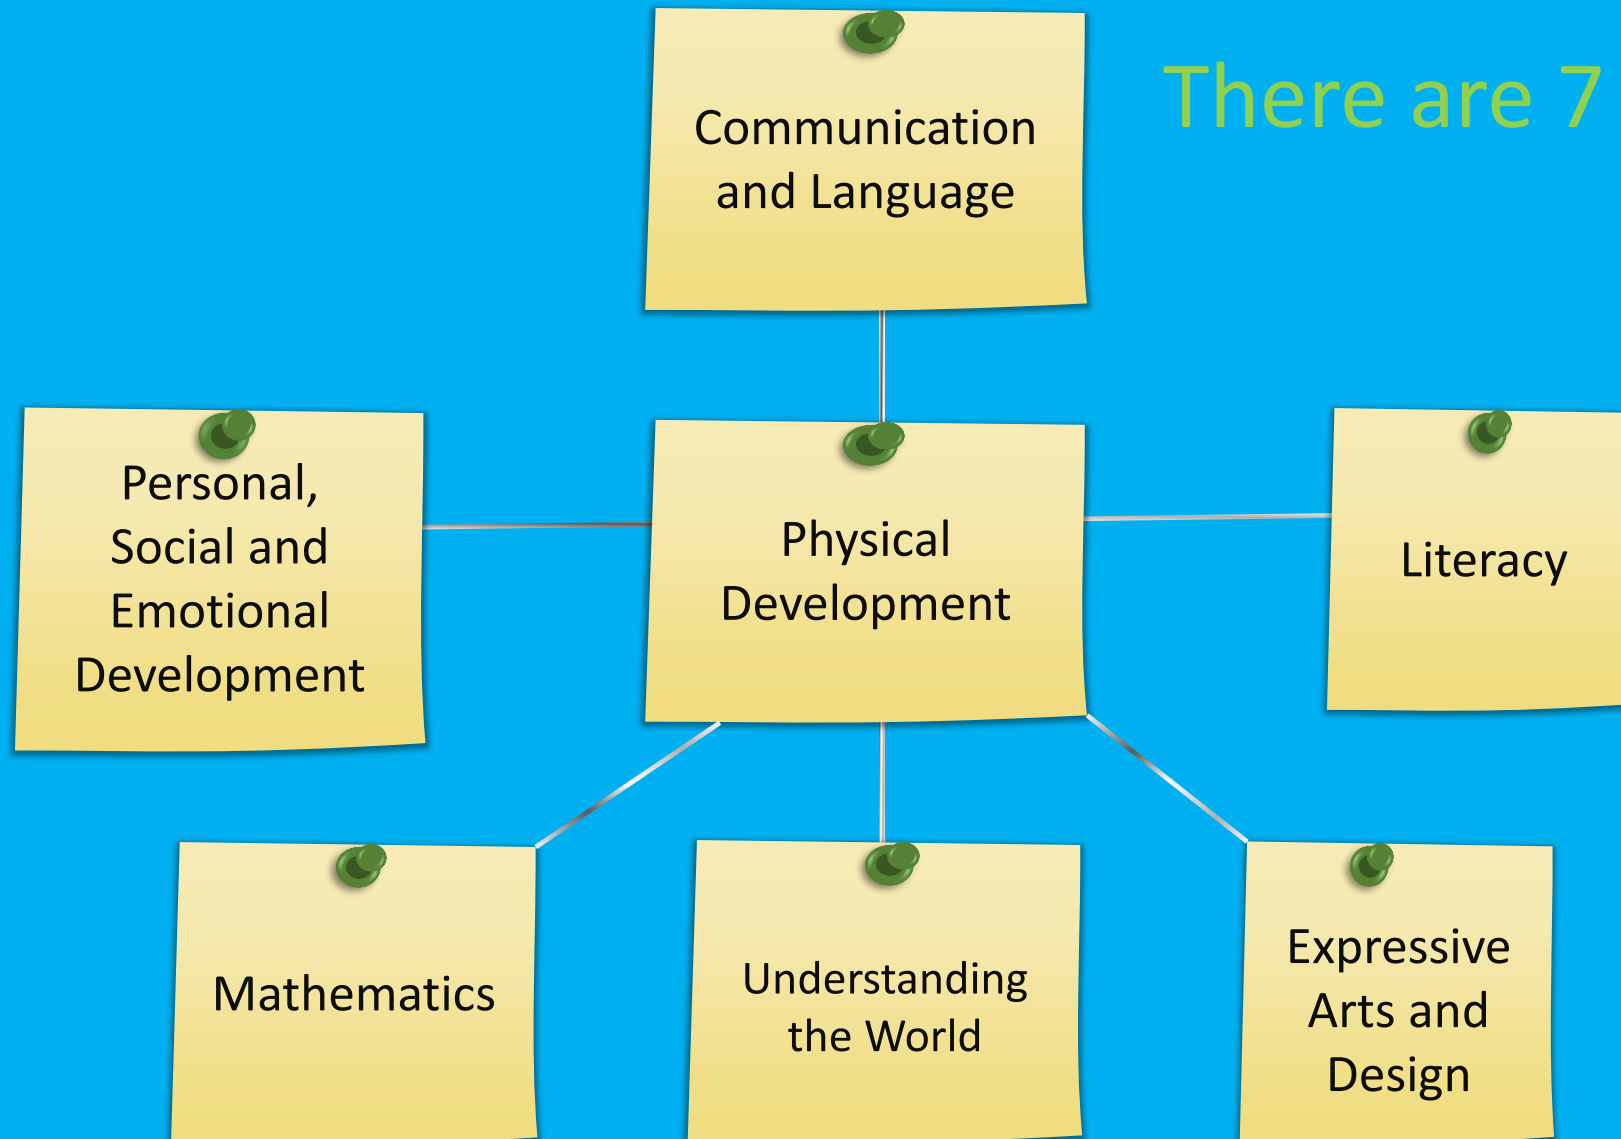 There are 7
Communication
and Language
Personal,
Social and
Emotional
Development
Physical
Development
Literacy
Mathematics
Understanding
the World
Expressive
Arts and
Design